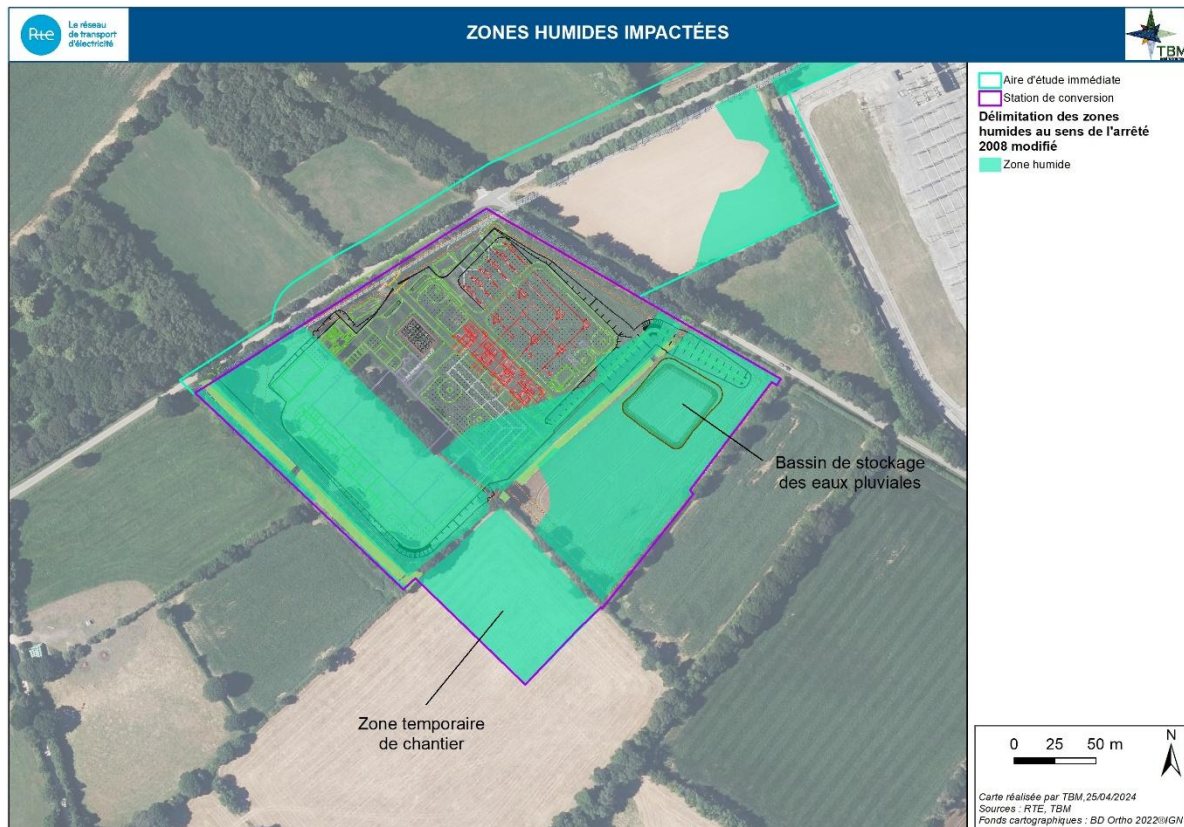 Rte
Le réseau
de transport
d'électricité
ZONES HUMIDES IMPACTÉES
TBM
Aire d'étude immédiate
Station de conversion
Délimitation des zones
humides au sens de l'arrêté
2008 modifié
Zone humide
Bassin de stockage
des eaux pluviales
Zone temporaire
de chantier
0 25 50 m
N
Carte réalisée par TBM,25/04/2024
Sources : RTE, TBM
Fonds cartographiques : BD Ortho 2022®IGN